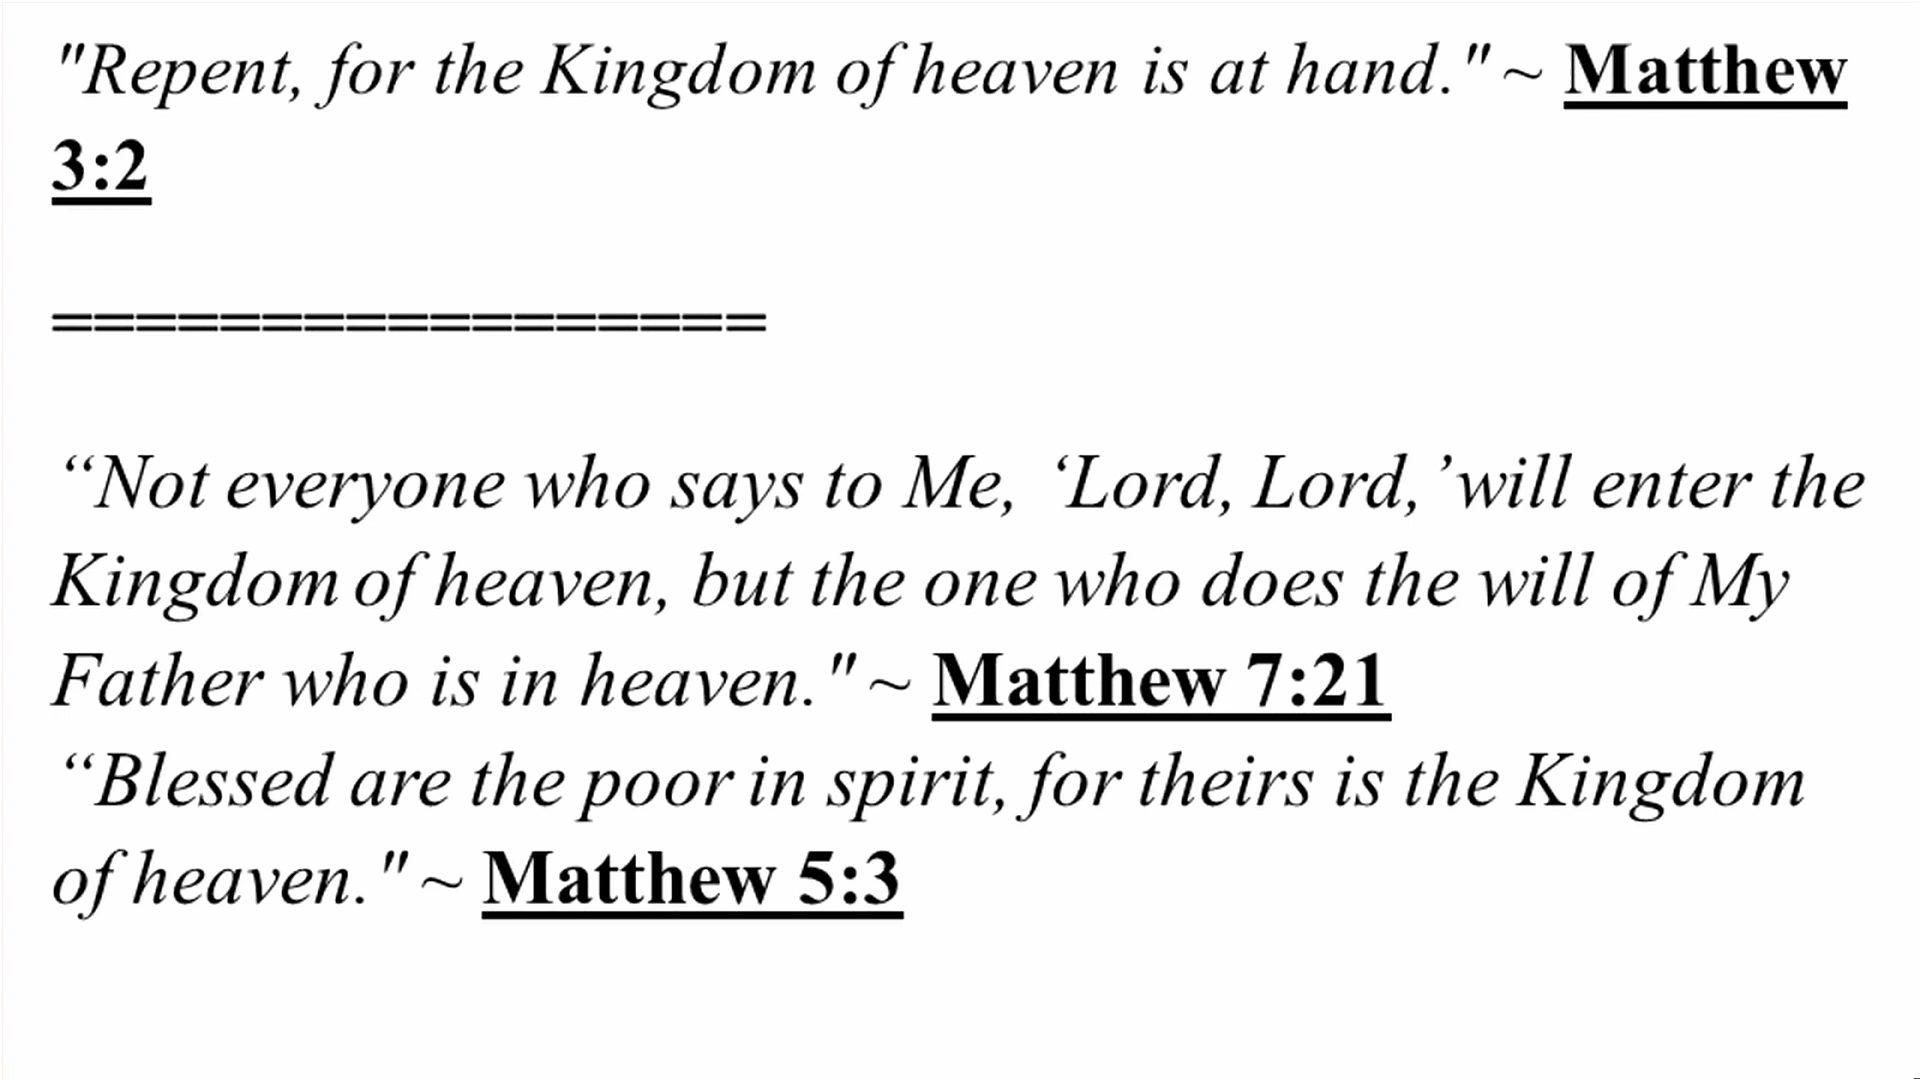 "Repent, for the Kingdom of heaven is at hand." ~ Matthew
3:2
=================
“Not everyone who says to Me, ‘Lord, Lord,’ will enter the
Kingdom of heaven, but the one who does the will of My
Father who is in heaven." ~ Matthew 7:21
“Blessed are the poor in spirit, for theirs is the Kingdom
of heaven." ~ Matthew 5:3